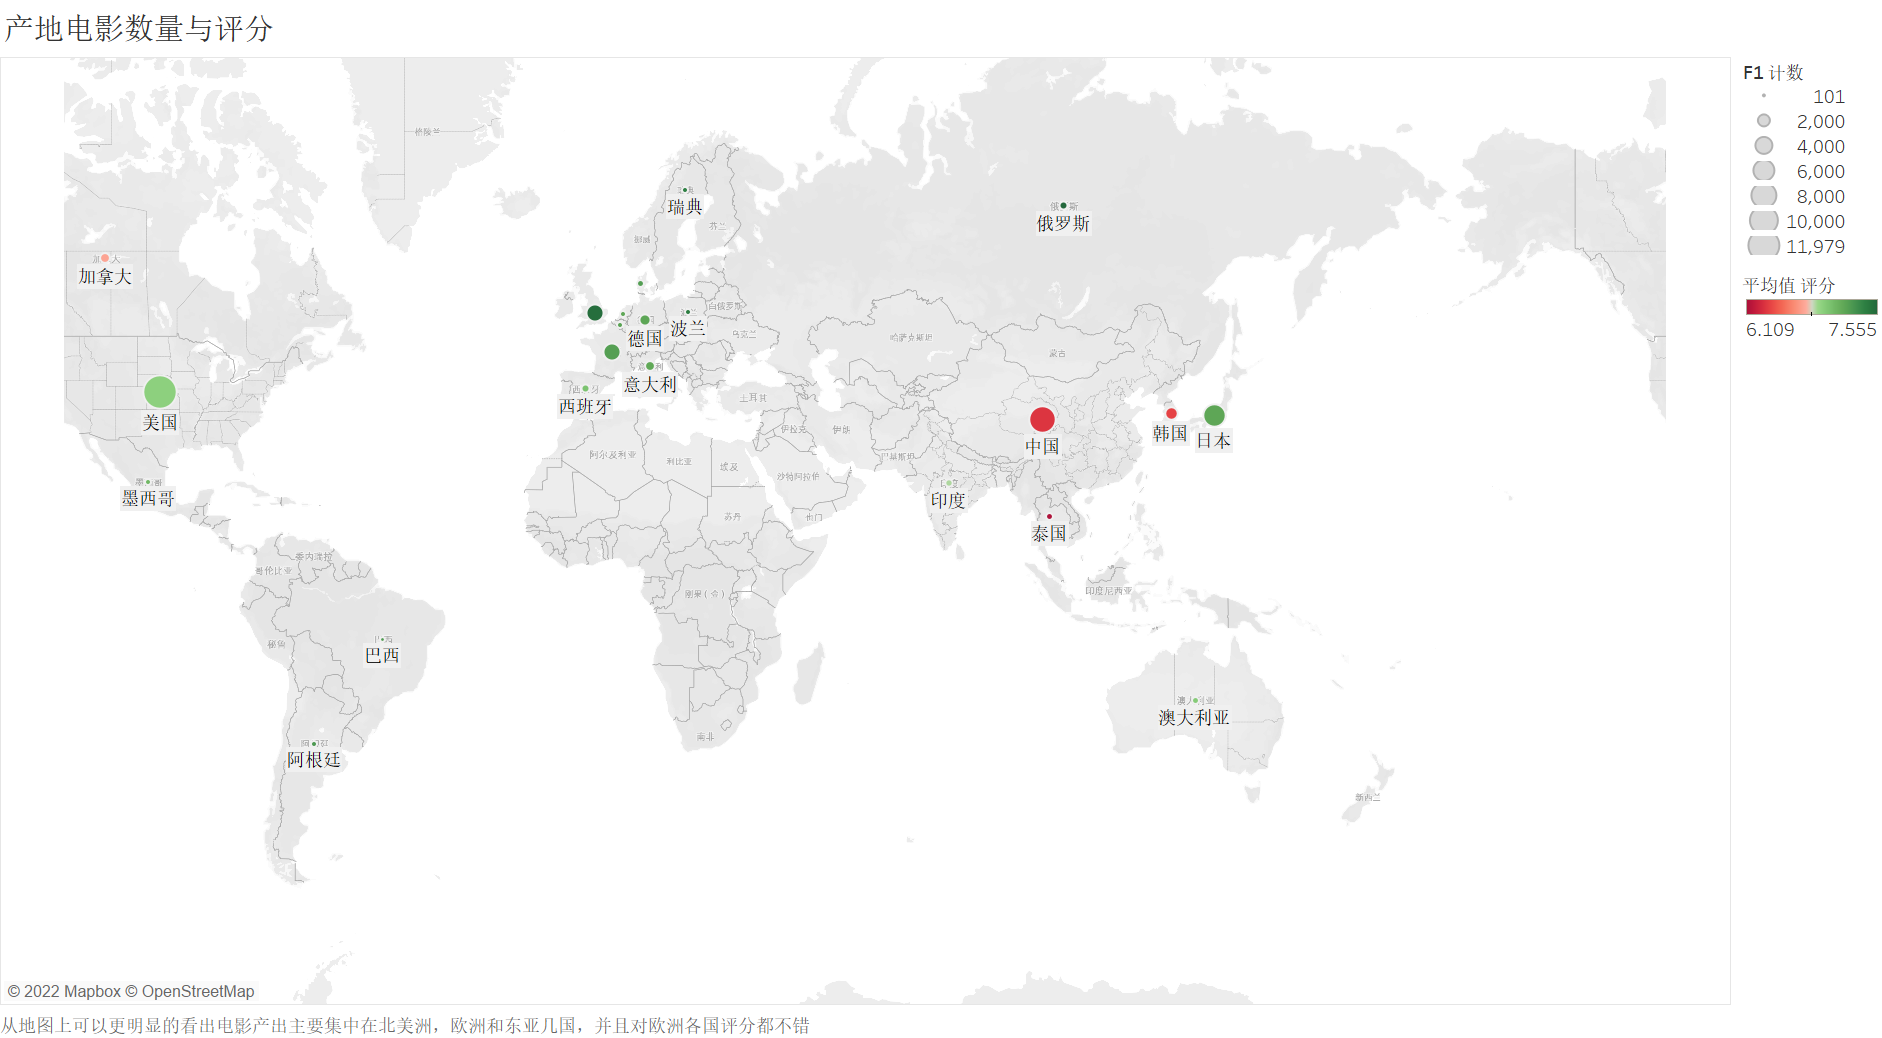 产地电影数量与评分
F1 计数
101
2,000
4,000
6,000
8,000
10,000
11,979
平均值 评分
6.109 7.555
格陵兰
瑞典
芬兰
挪威
俄罗斯
加拿大
白俄罗斯
波兰
德国
乌克兰
哈萨克斯坦
蒙古
意大利
西班牙
土耳其
美国
中国
韩国
日本
伊拉克
伊朗
巴基斯坦
阿尔及利亚
利比亚
埃及
沙特阿拉伯
墨西哥
印度
苏丹
也门
泰国
委内瑞拉
哥伦比亚
刚果(金)
印度尼西亚
秘鲁
巴西
澳大利亚
南非
阿根廷
新西兰
© 2022 Mapbox © OpenStreetMap
从地图上可以更明显的看出电影产出主要集中在北美洲，欧洲和东亚几国，并且对欧洲各国评分都不错